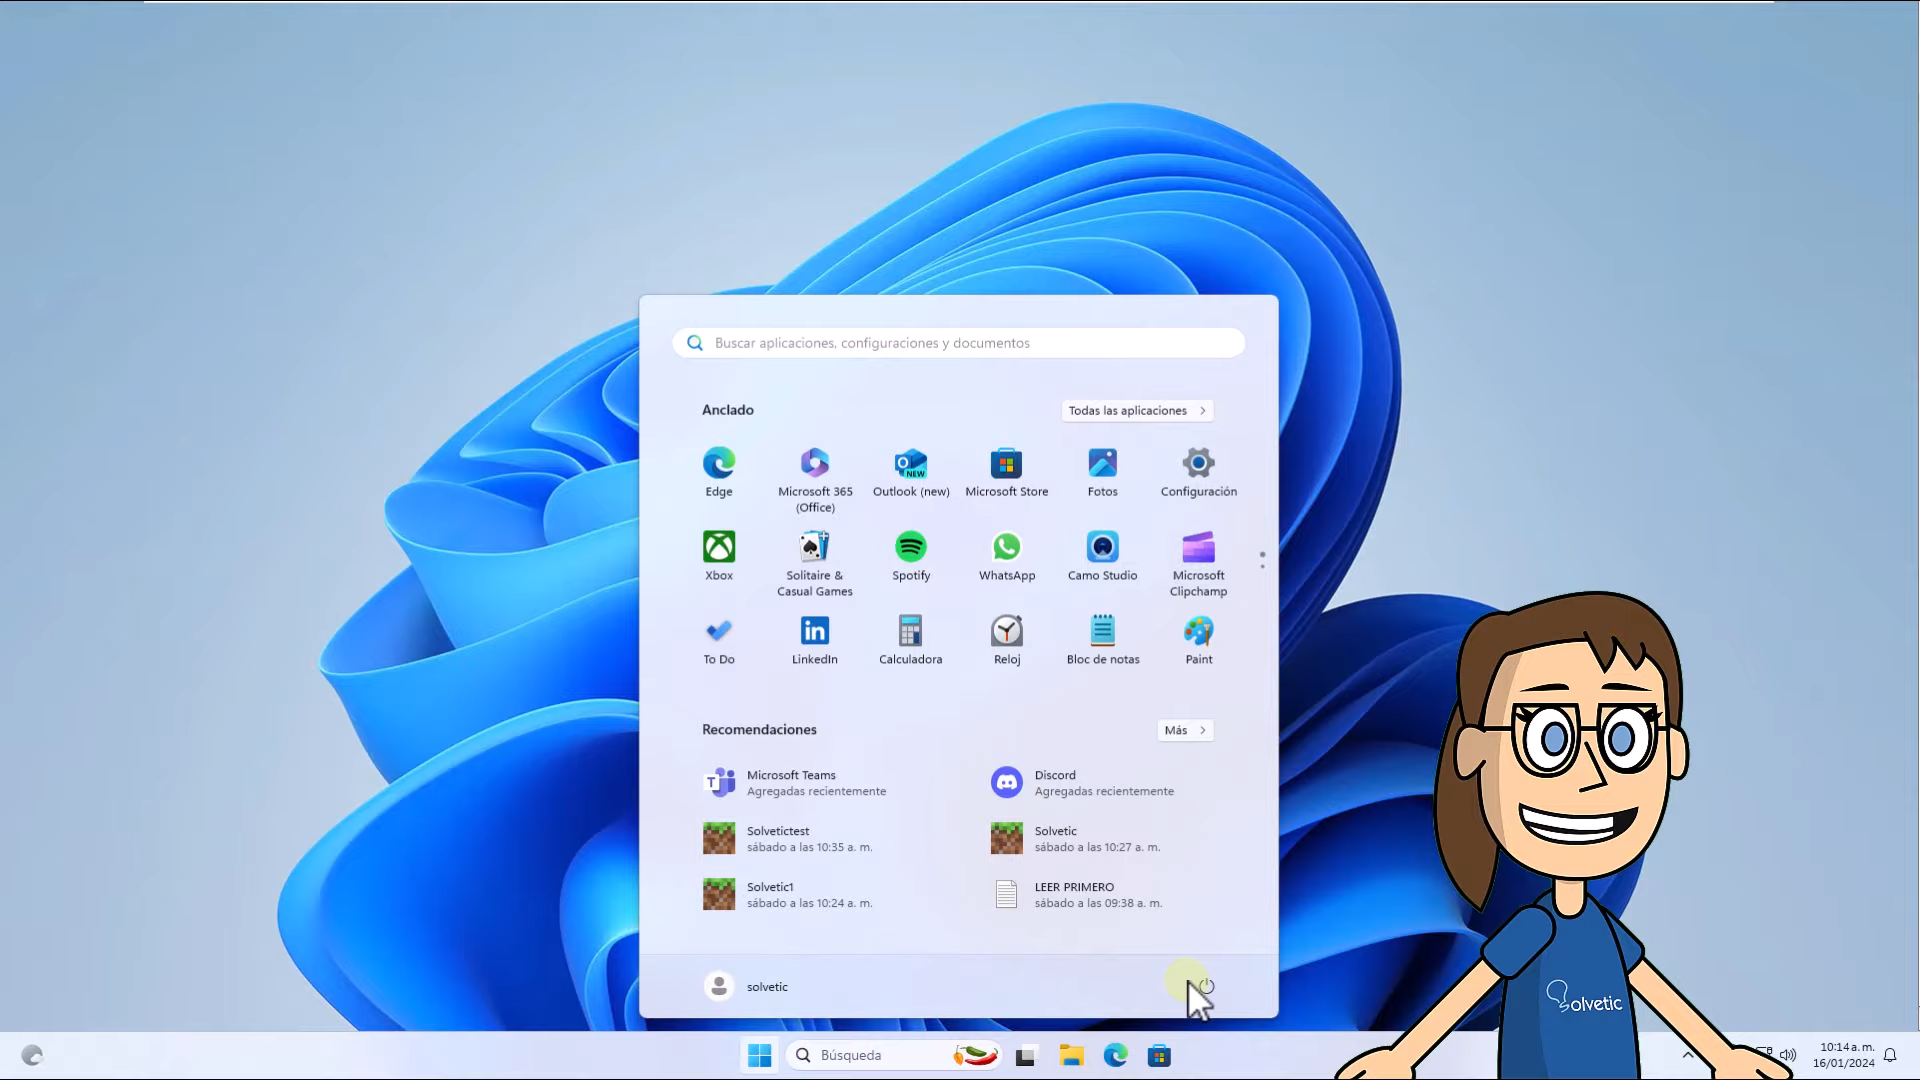 Buscar aplicaciones, configuraciones y documentos
Anclado
Todas las aplicaciones
Edge
Microsoft 365
(Office)
NEW
Outlook (new)
Microsoft Store
Fotos
Configuración
Xbox
Solitaire &
Casual Games
Spotify
WhatsApp
Camo Studio
Microsoft
Clipchamp
To Do
LinkedIn
Calculadora
Reloj
Bloc de notas
Paint
Recomendaciones
Más
Microsoft Teams
Agregadas recientemente
Discord
Agregadas recientemente
Solvetictest
sábado a las 10:35 a. m.
Solvetic
sábado a las 10:27 a. m.
Solvetic1
sábado a las 10:24 a. m.
LEER PRIMERO
sábado a las 09:38 a. m.
solvetic
Solvetic
Búsqueda
10:14 a.m.
16/01/2024